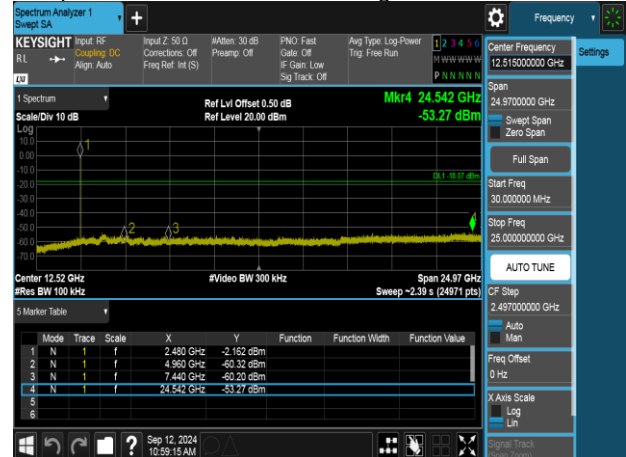 Spectrum Analyzer 1
Swept SA
Frequency
KEYSIGHT Input: RF Input Z: 50 Ω #Atten: 30 dB PNO: Fast Avg Type: Log-Power 1 2 3 4 5 6
RL Coupling: DC Corrections: Off Preamp: Off Gate: Off Trig: Free Run M W W W W W
Align: Auto Freq Ref: Int (S) IF Gain: Low
Sig Track: Off P N N N N N
LXI
1 Spectrum Ref Lvl Offset 0.50 dB Mkr4 24.542 GHz
Scale/Div 10 dB Ref Level 20.00 dBm -53.27 dBm
Log
10.0
0.00
-10.0
-20.0
-30.0
-40.0
-50.0
-60.0
-70.0
1
2
3
4
DL1 -18.07 dBm
Center 12.52 GHz #Video BW 300 kHz Span 24.97 GHz
#Res BW 100 kHz Sweep ~2.39 s (24971 pts)
5 Marker Table
Mode Trace Scale X Y Function Function Width Function Value
1 N 1 f 2.480 GHz -2.162 dBm
2 N 1 f 4.960 GHz -60.32 dBm
3 N 1 f 7.440 GHz -60.20 dBm
4 N 1 f 24.542 GHz -53.27 dBm
5
6
?
Sep 12, 2024
10:59:15 AM
Center Frequency
12.515000000 GHz
Settings
Span
24.9700000 GHz
Swept Span
Zero Span
Full Span
Start Freq
30.000000 MHz
Stop Freq
25.000000000 GHz
AUTO TUNE
CF Step
2.497000000 GHz
Auto
Man
Freq Offset
0 Hz
X Axis Scale
Log
Lin
Signal Track
(Span Zoom)